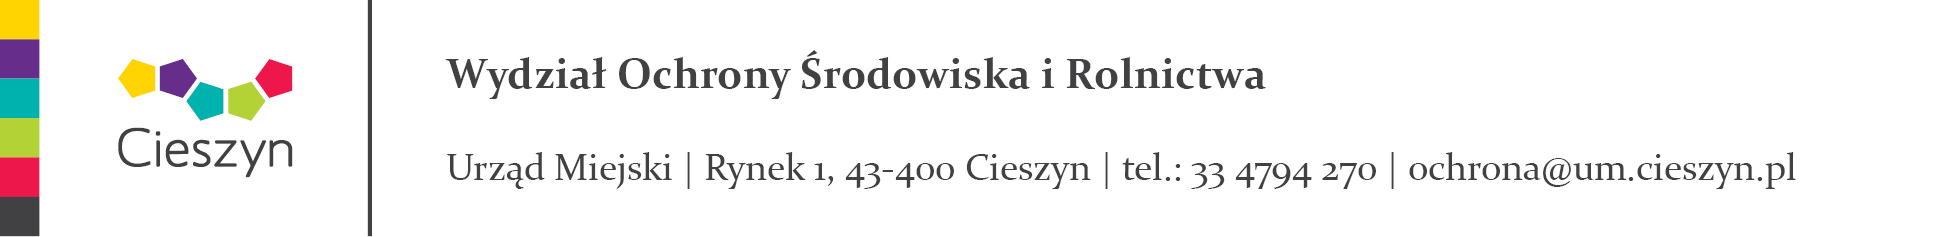 Cieszyn
Wydział Ochrony Środowiska i Rolnictwa
Urząd Miejski | Rynek 1, 43-400 Cieszyn | tel.: 33 4794 270 | ochrona@um.cieszyn.pl